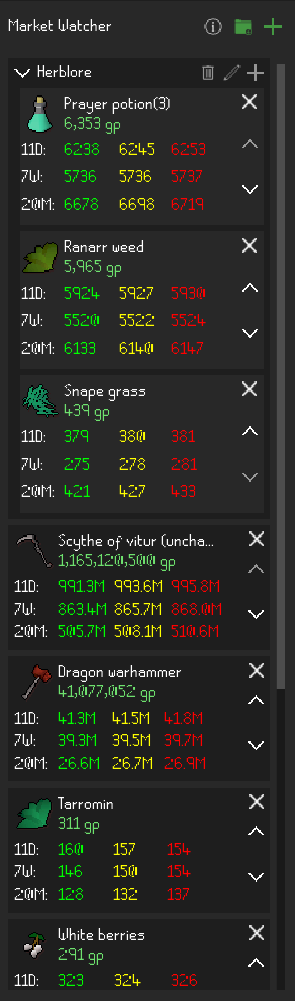 Market Watcher
Herblore
Prayer potion(3)
6,353 gp
11D: 6238 6245 6253
7W: 5736 5736 5737
20M: 6678 6698 6719
Ranarr weed
5,965 gp
11D: 5924 5927 5930
7W: 5520 5522 5524
20M: 6133 6140 6147
Snape grass
439 gp
11D: 379 380 381
7W: 275 278 281
20M: 421 427 433
Scythe of vitur (uncha...
1,165,120,500 gp
11D: 991.3M 993.6M 995.8M
7W: 863.4M 865.7M 868.0M
20M: 505.7M 508.1M 510.6M
Dragon warhammer
41,077,052 gp
11D: 41.3M 41.5M 41.8M
7W: 39.3M 39.5M 39.7M
20M: 26.6M 26.7M 26.9M
Tarromin
311 gp
11D: 160 157 154
7W: 146 150 154
20M: 128 132 137
White berries
291 gp
11D: 323 324 326